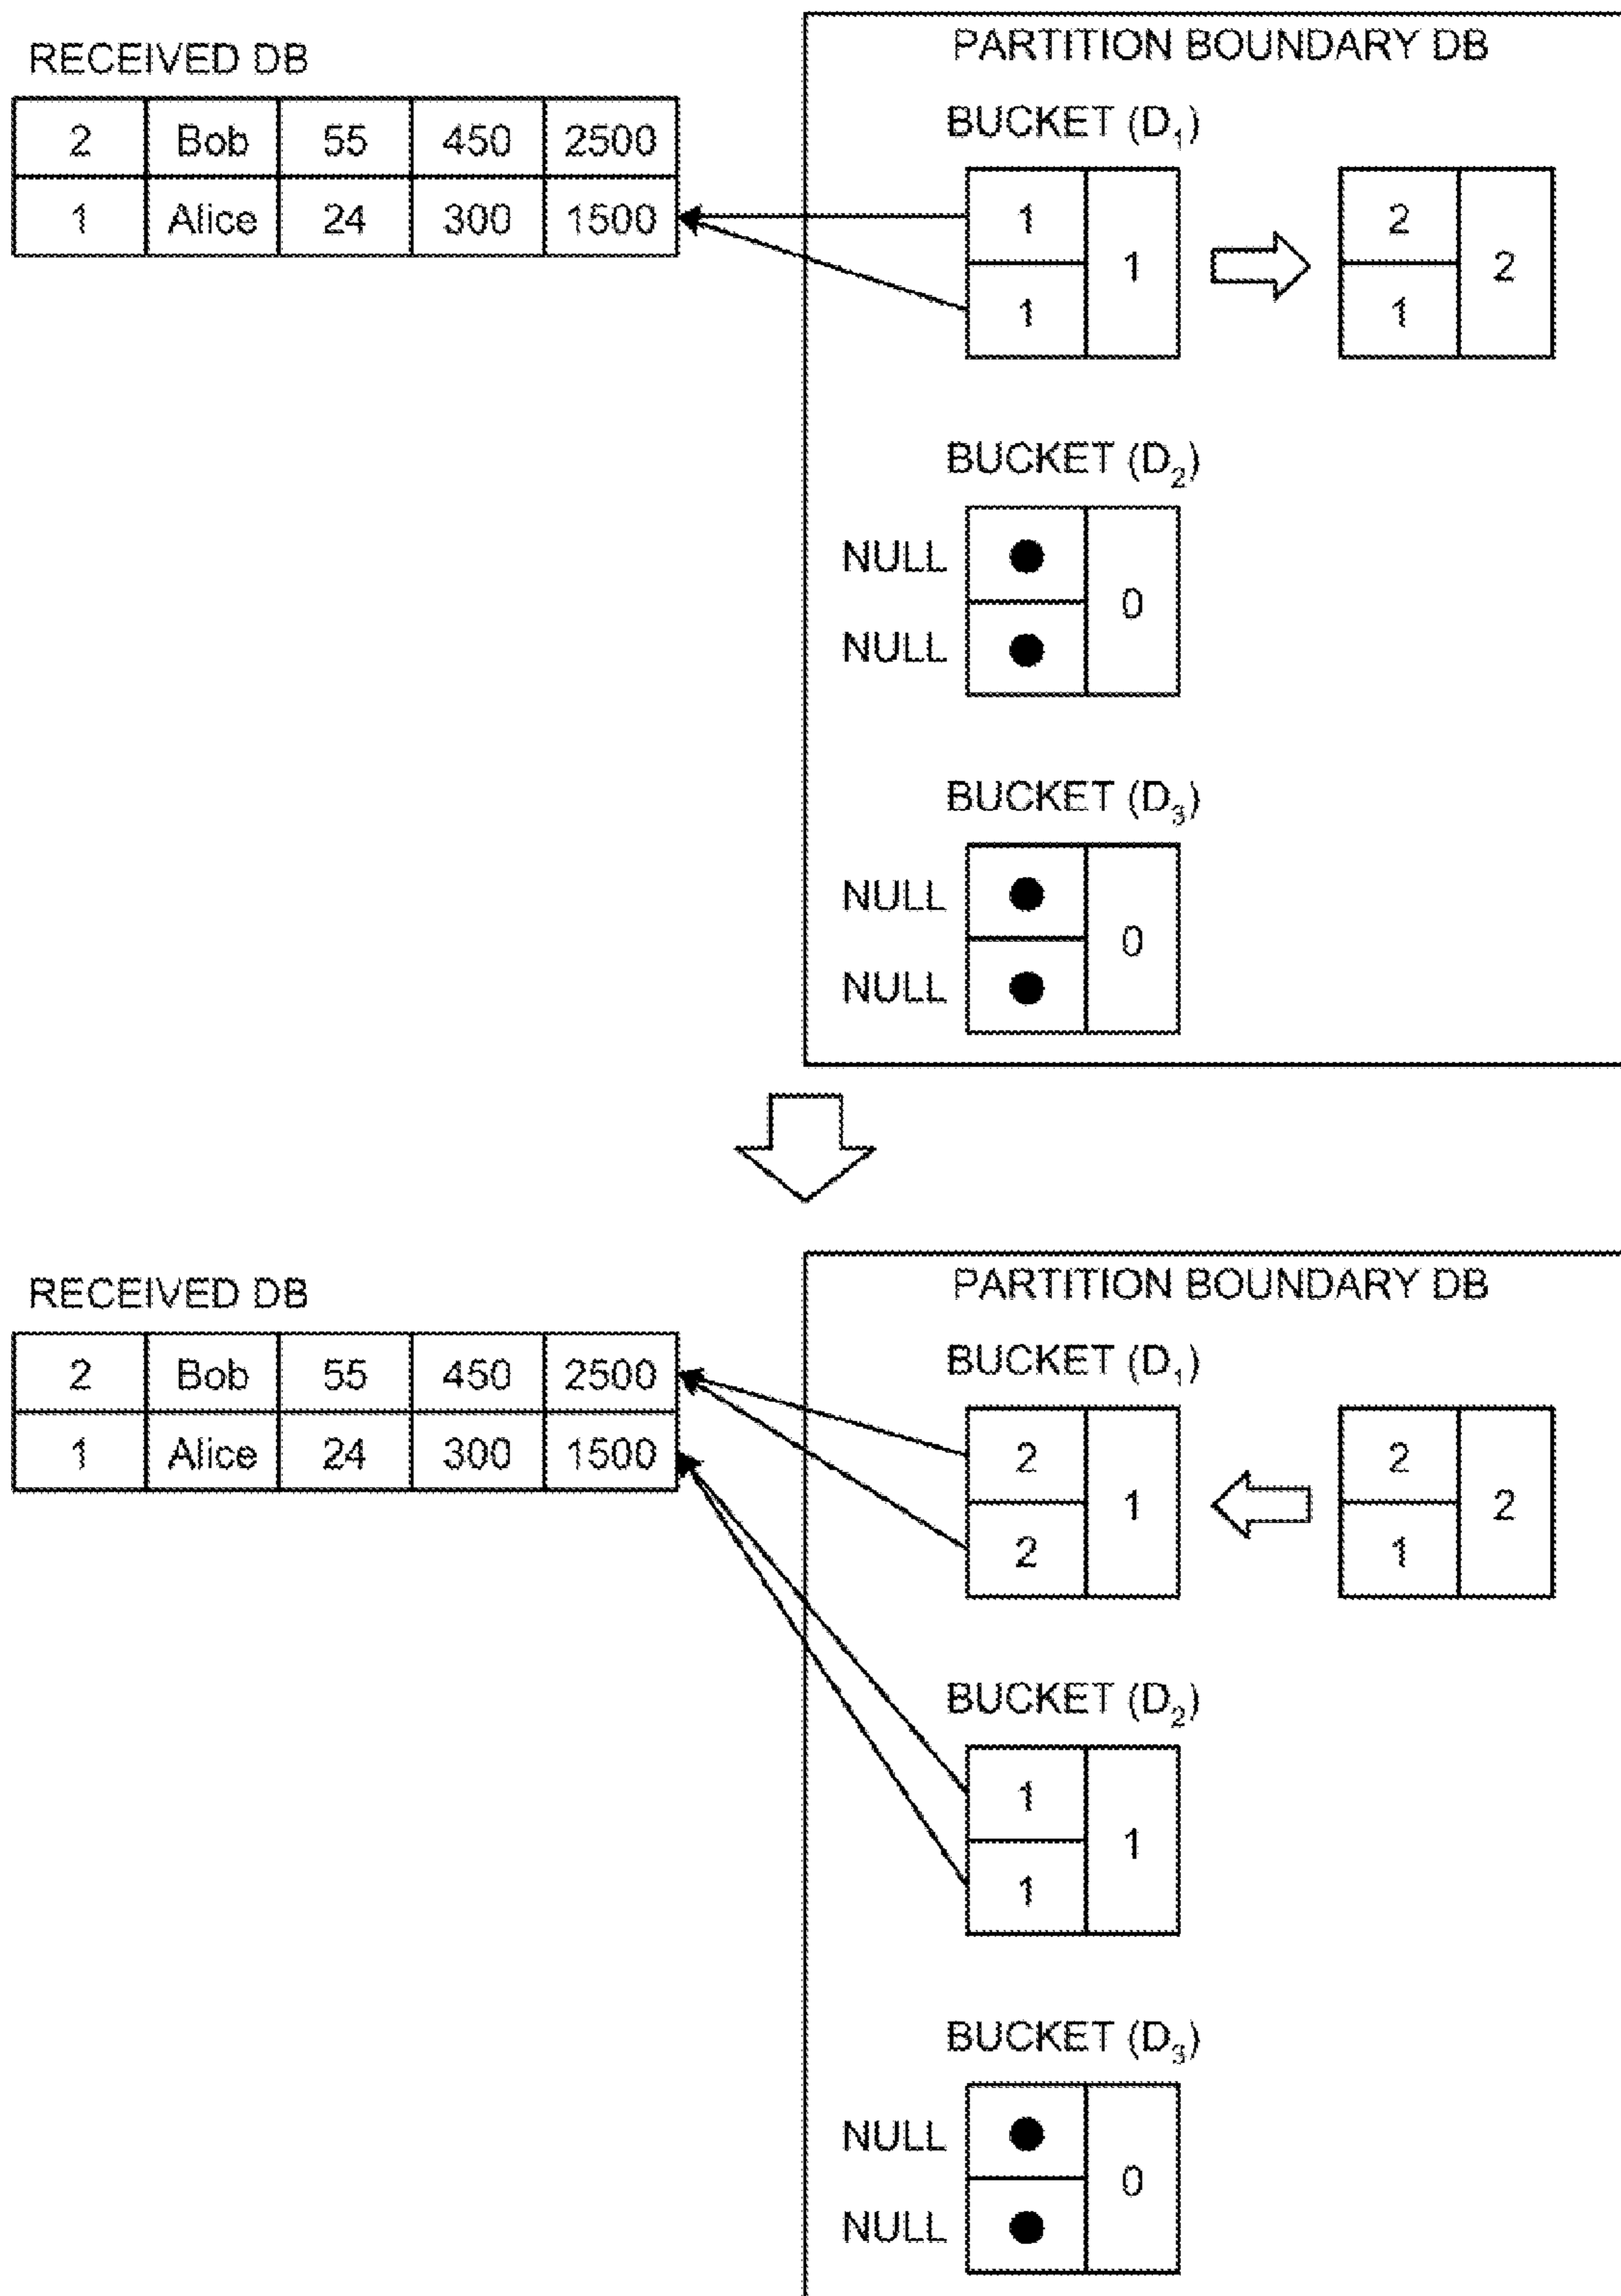 RECEIVED DB
2 Bob 55 450 2500
1 Alice 24 300 1500
PARTITION BOUNDARY DB
BUCKET (D1)
1
1
1
2
1
2
BUCKET (D2)
NULL
NULL
0
BUCKET (D3)
NULL
NULL
0
RECEIVED DB
2 Bob 55 450 2500
1 Alice 24 300 1500
PARTITION BOUNDARY DB
BUCKET (D1)
2
2
1
2
1
2
BUCKET (D2)
1
1
1
BUCKET (D3)
NULL
NULL
0